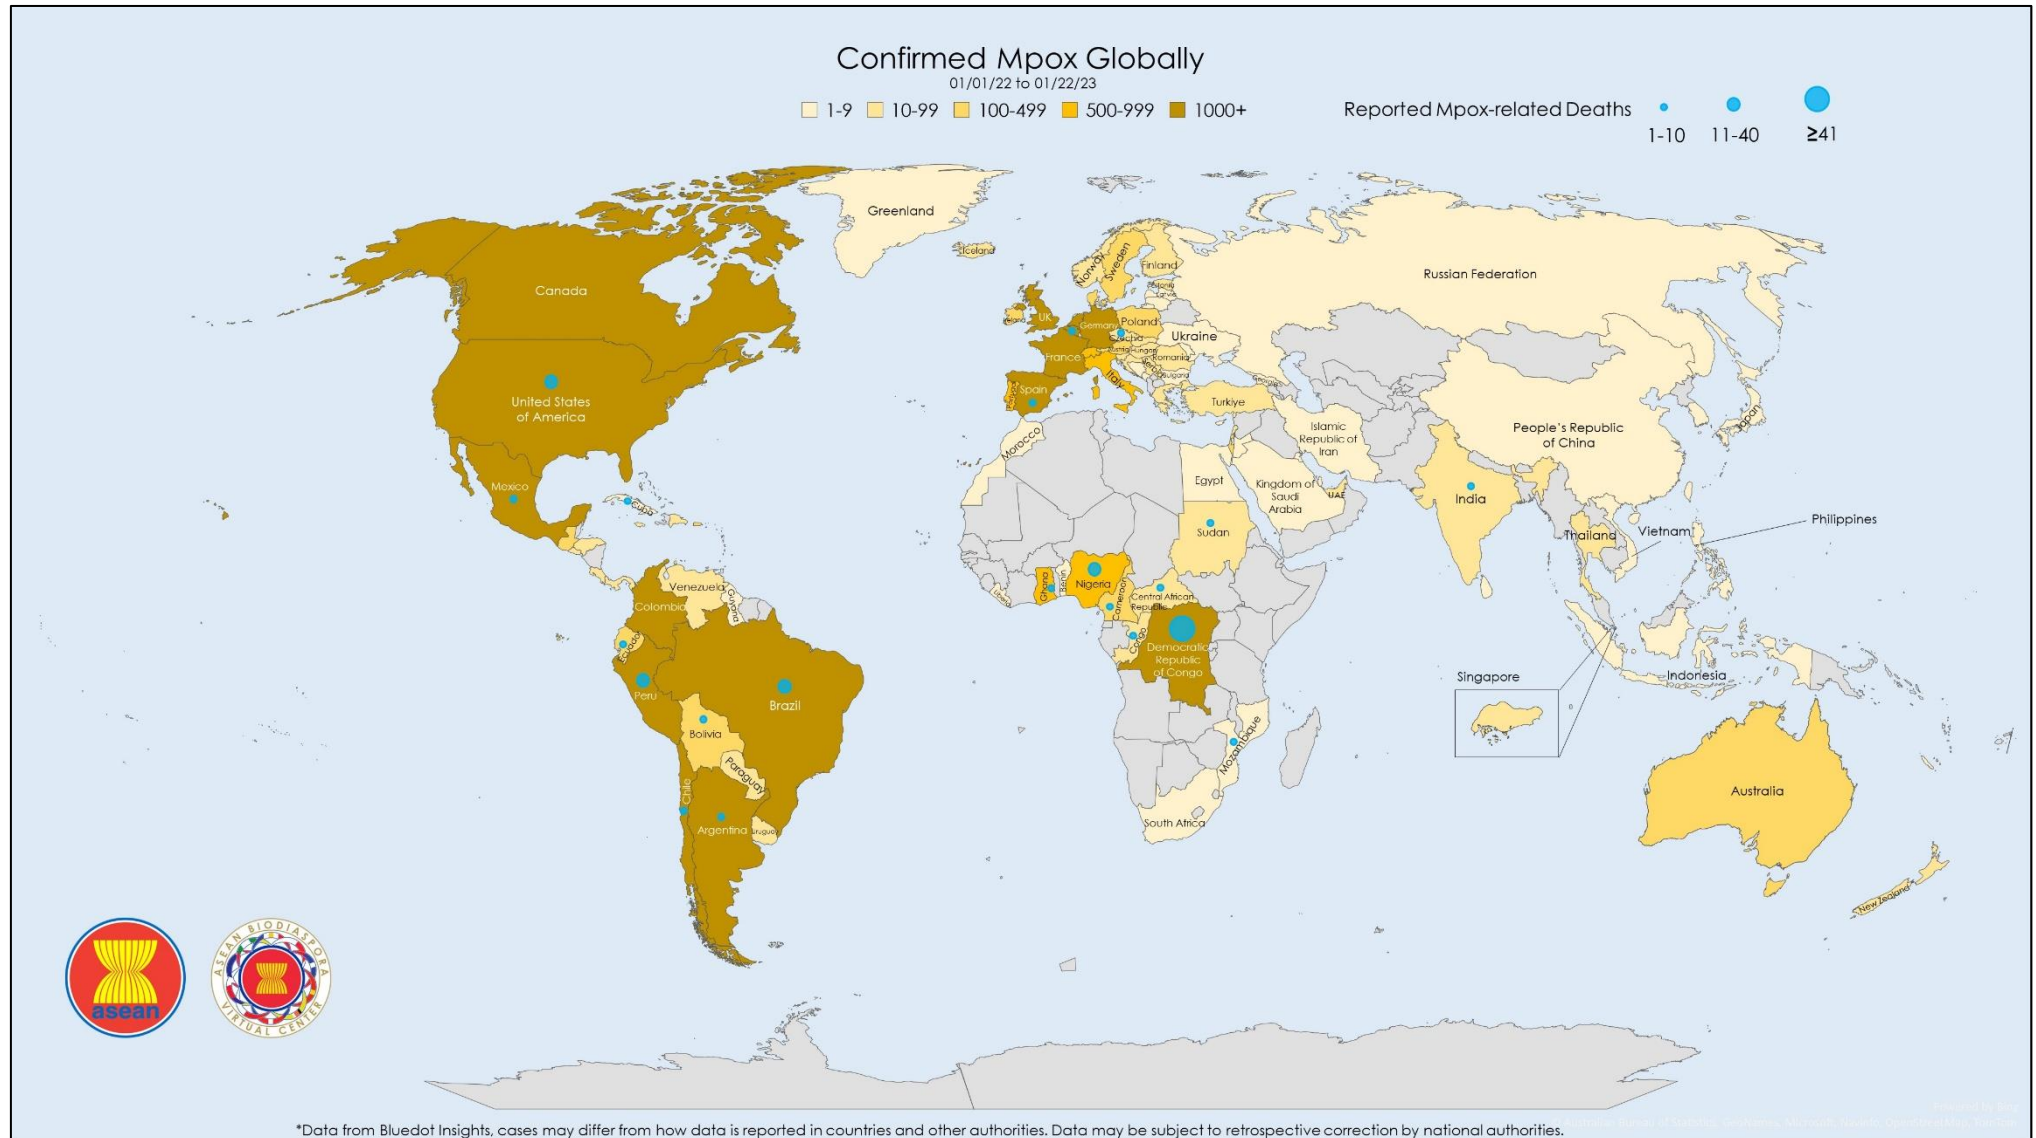 Confirmed Mpox Globally
01/01/22 to 01/22/23
1-9 10-99 100-499 500-999 1000+
Reported Mpox-related Deaths
1-10 11-40 ≥41
Greenland
Iceland
Norway
Sweden
Finland
Russian Federation
Canada
UK
Germany
Poland
Ukraine
France
Romania
Italy
Spain
Turkiye
United States
of America
Morocco
Islamic
Republic of
Iran
People's Republic
of China
Japan
Mexico
Cuba
Egypt
Kingdom of
Saudi
Arabia
UAE
India
Sudan
Thailand
Vietnam
Philippines
Venezuela
Guyana
Colombia
Ghana
Benin
Nigeria
Cameroon
Central African
Republic
Congo
Democratic
Republic
of Congo
Ecuador
Peru
Brazil
Singapore
Indonesia
Bolivia
Paraguay
Mozambique
Chile
Argentina
Uruguay
South Africa
Australia
New Zealand
asean
ASEAN BIODIASPORA
VIRTUAL CENTER
*Data from Bluedot Insights, cases may differ from how data is reported in countries and other authorities. Data may be subject to retrospective correction by national authorities.